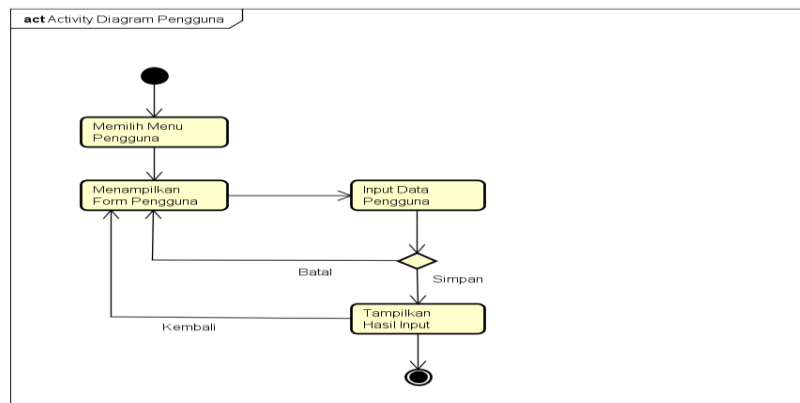 act Activity Diagram Pengguna
Memilih Menu
Pengguna
Menampilkan
Form Pengguna
Input Data
Pengguna
Batal
Simpan
Tampilkan
Hasil Input
Kembali